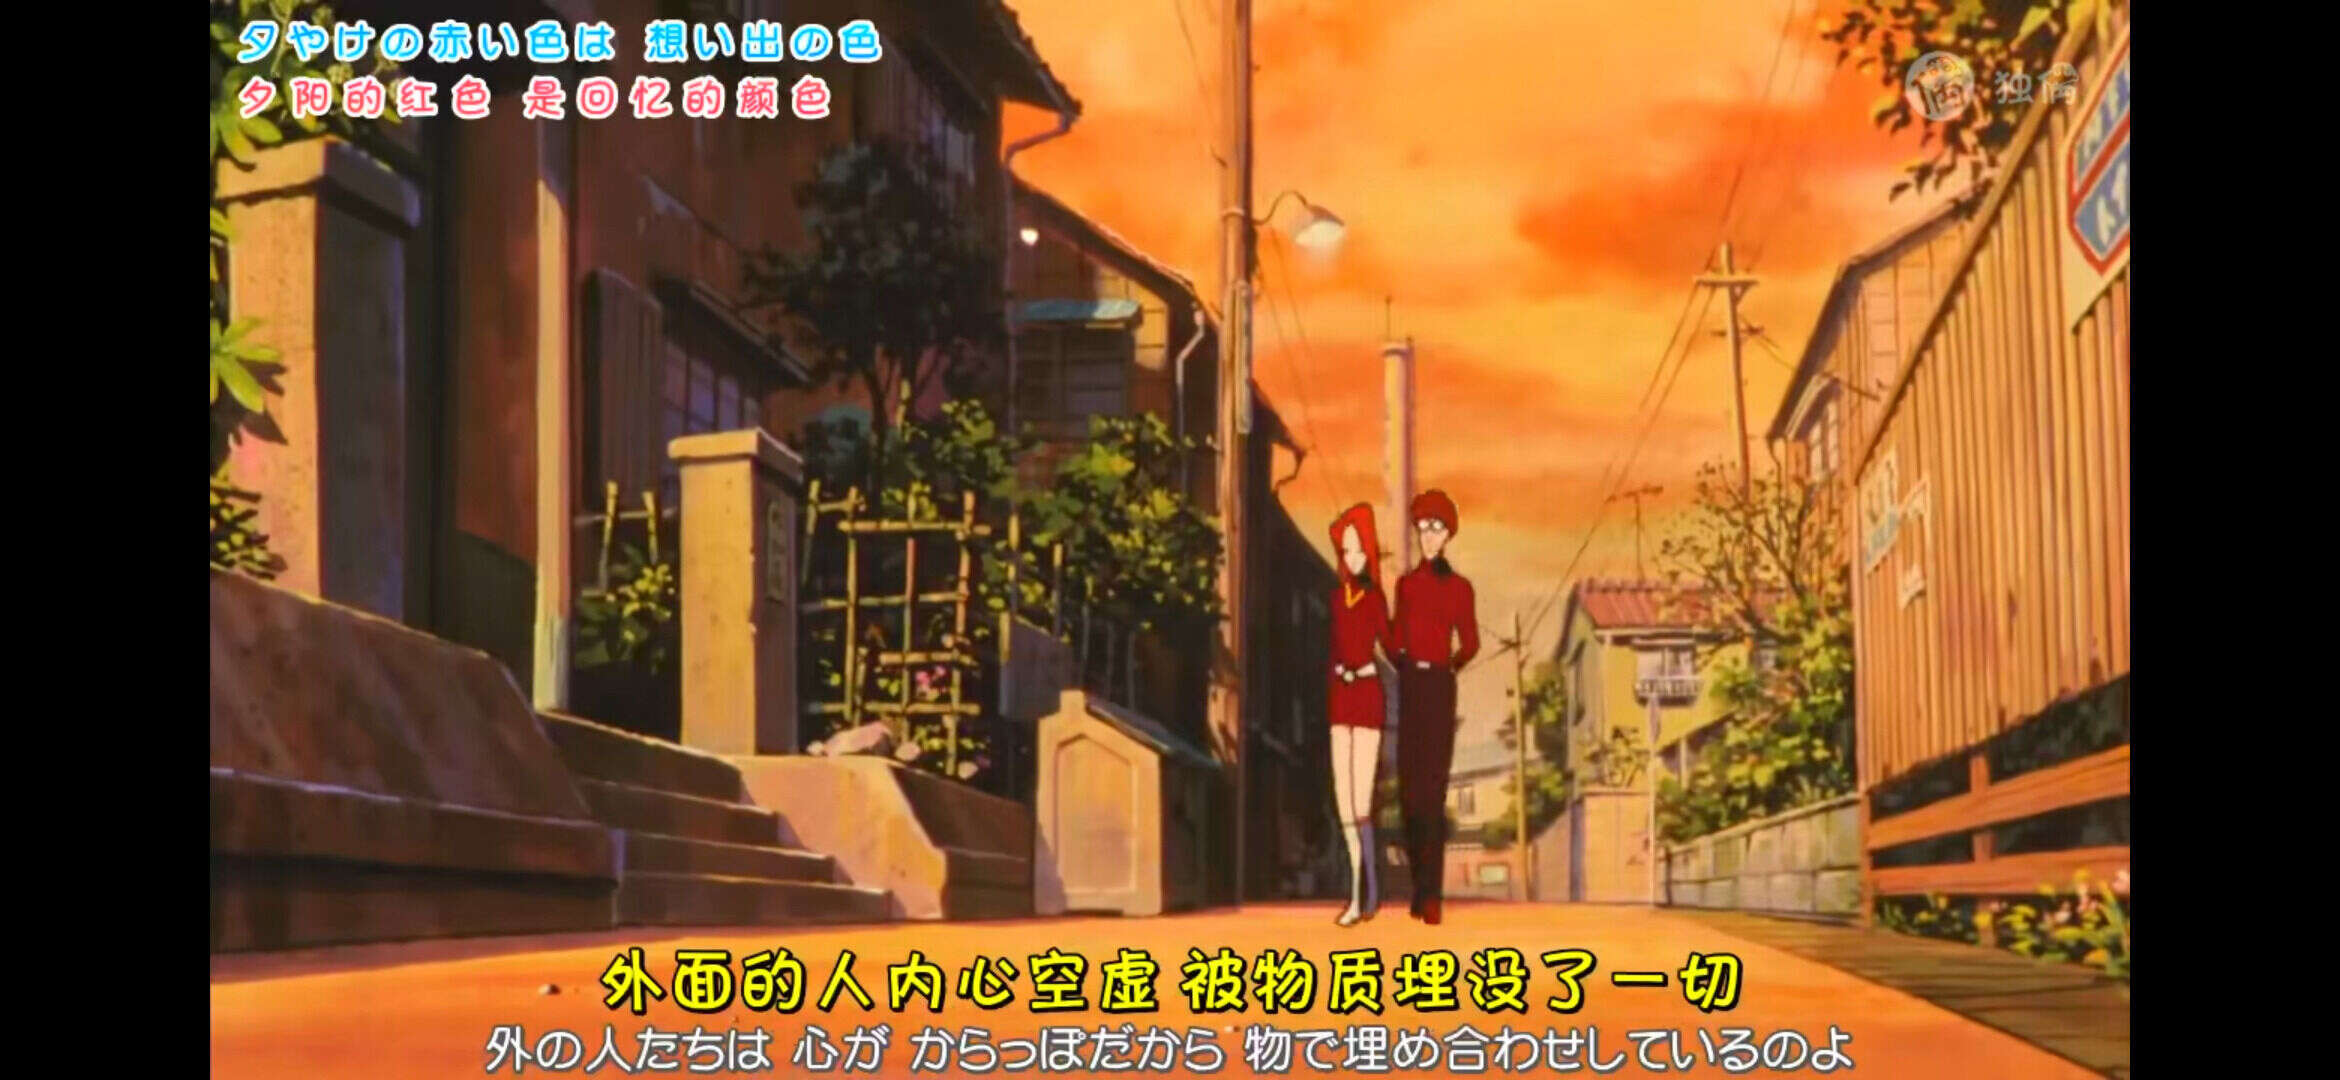 夕やけの赤い色は 想い出の色
夕阳的红色 是回忆的颜色
独偶
外面的人内心空虚 被物质埋没了一切
外の人たちは 心が からっぽだから 物で埋め合わせしているのよ